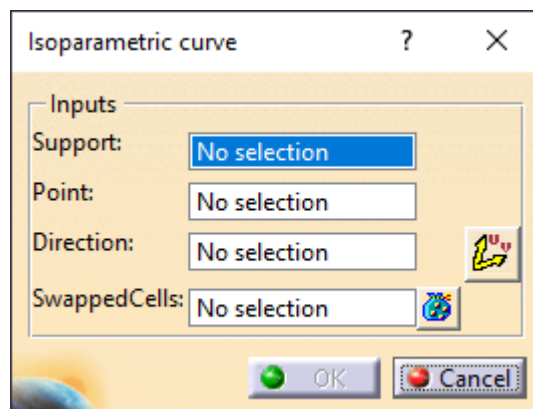 Isoparametric curve ? ×
Inputs
Support: No selection
Point: No selection
Direction: No selection u v
SwappedCells: No selection
OK Cancel